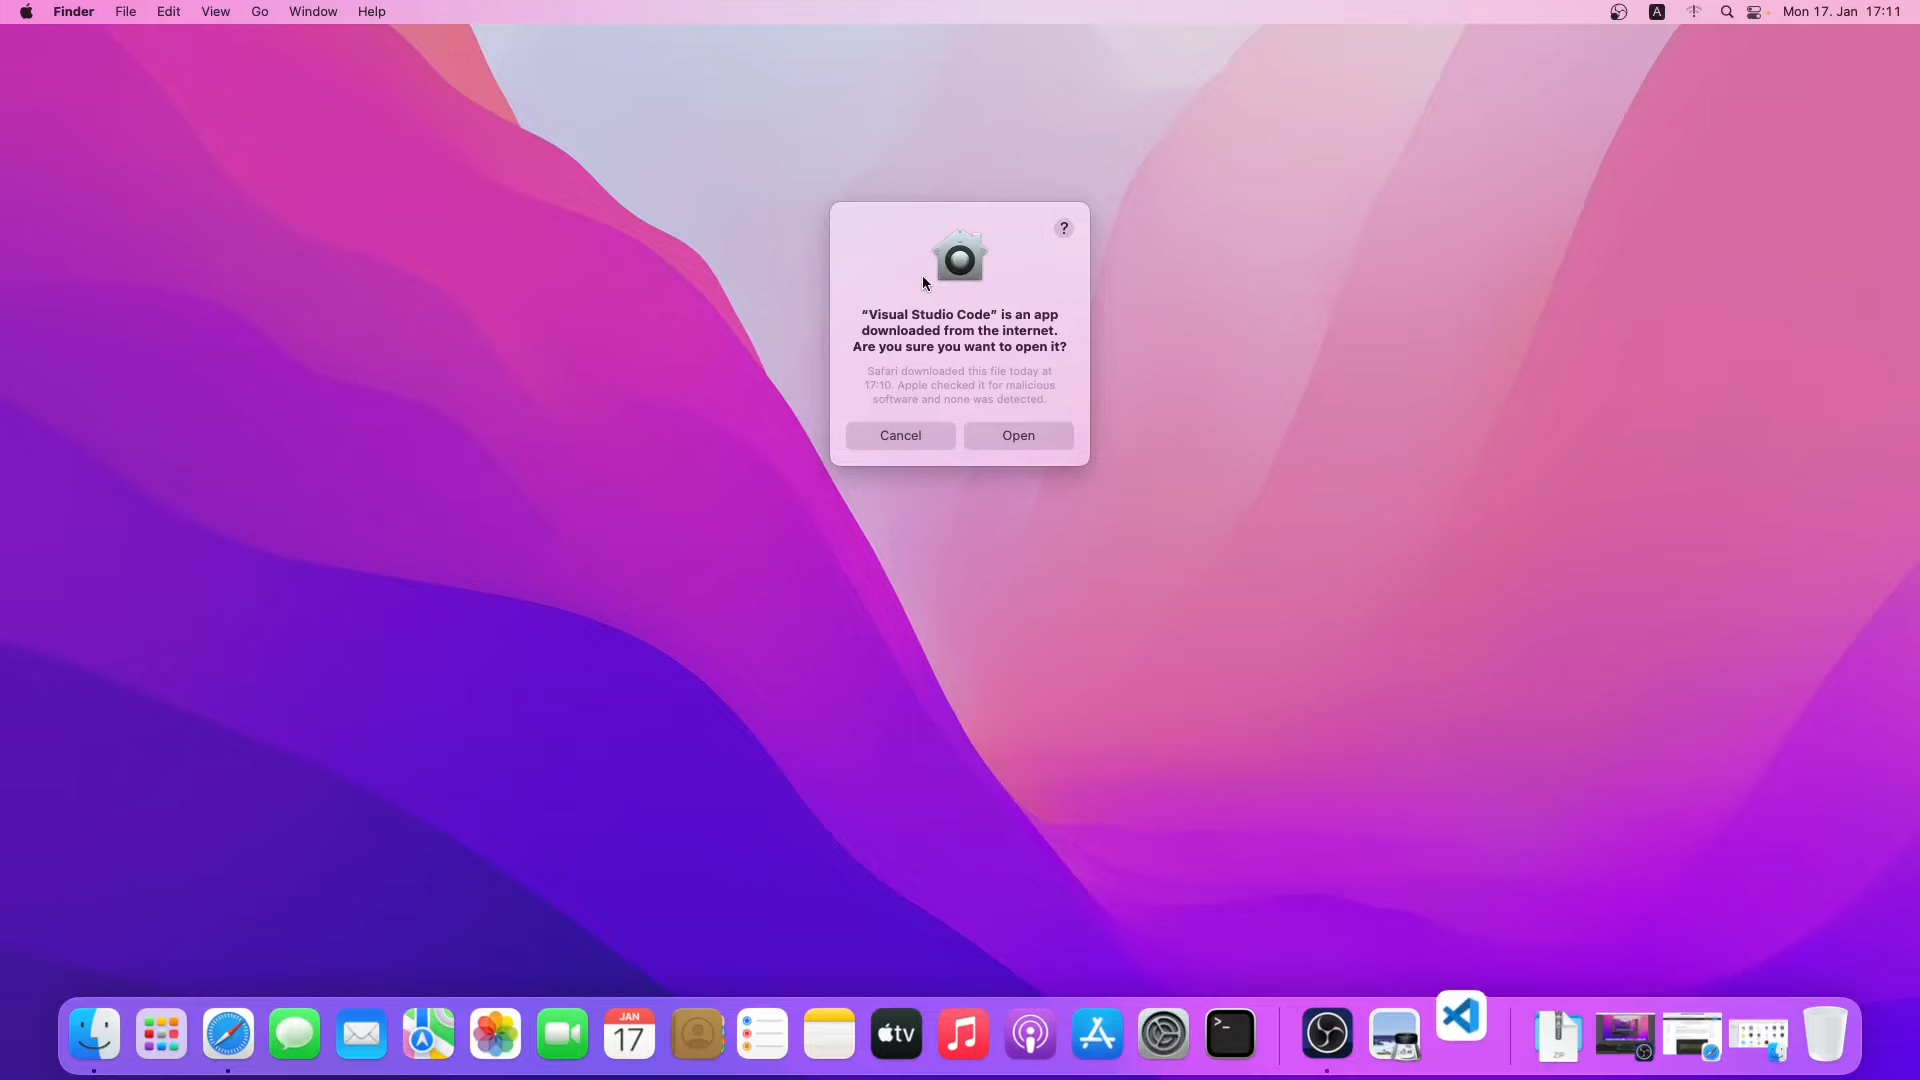 Finder File Edit View Go Window Help
A
Mon 17. Jan 17:11
?
“Visual Studio Code” is an app
downloaded from the internet.
Are you sure you want to open it?
Safari downloaded this file today at
17:10. Apple checked it for malicious
software and none was detected.
Cancel Open
JAN
17
tv
>_
ZIP